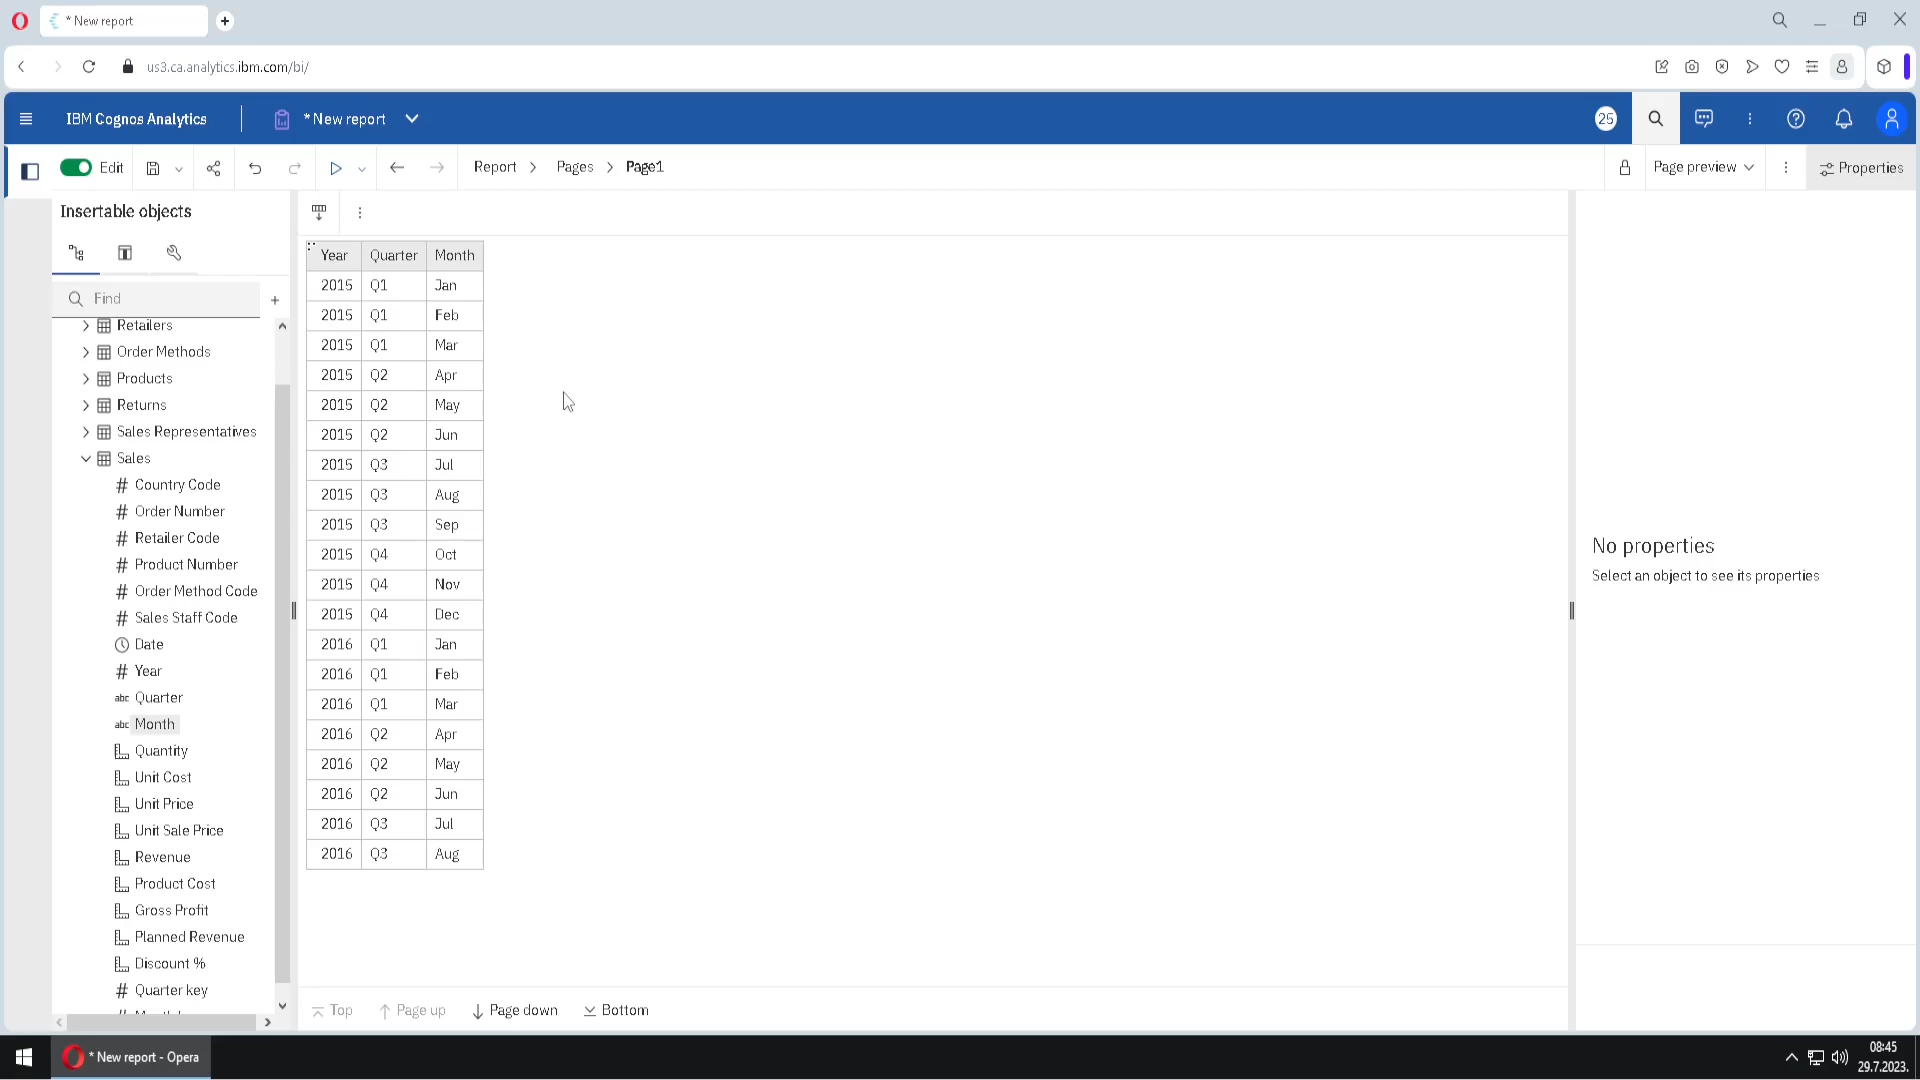 * New report
us3.ca.analytics.ibm.com/bi/
IBM Cognos Analytics
* New report
25
Edit
Report > Pages > Page1
Page preview
Properties
Insertable objects
Find
Retailers
Order Methods
Products
Returns
Sales Representatives
Sales
# Country Code
# Order Number
# Retailer Code
# Product Number
# Order Method Code
# Sales Staff Code
Date
# Year
abc Quarter
abc Month
Quantity
Unit Cost
Unit Price
Unit Sale Price
Revenue
Product Cost
Gross Profit
Planned Revenue
Discount %
# Quarter key
Year Quarter Month
2015 Q1 Jan
2015 Q1 Feb
2015 Q1 Mar
2015 Q2 Apr
2015 Q2 May
2015 Q2 Jun
2015 Q3 Jul
2015 Q3 Aug
2015 Q3 Sep
2015 Q4 Oct
2015 Q4 Nov
2015 Q4 Dec
2016 Q1 Jan
2016 Q1 Feb
2016 Q1 Mar
2016 Q2 Apr
2016 Q2 May
2016 Q2 Jun
2016 Q3 Jul
2016 Q3 Aug
Top Page up Page down Bottom
No properties
Select an object to see its properties
* New report - Opera
08:45
29.7.2023.